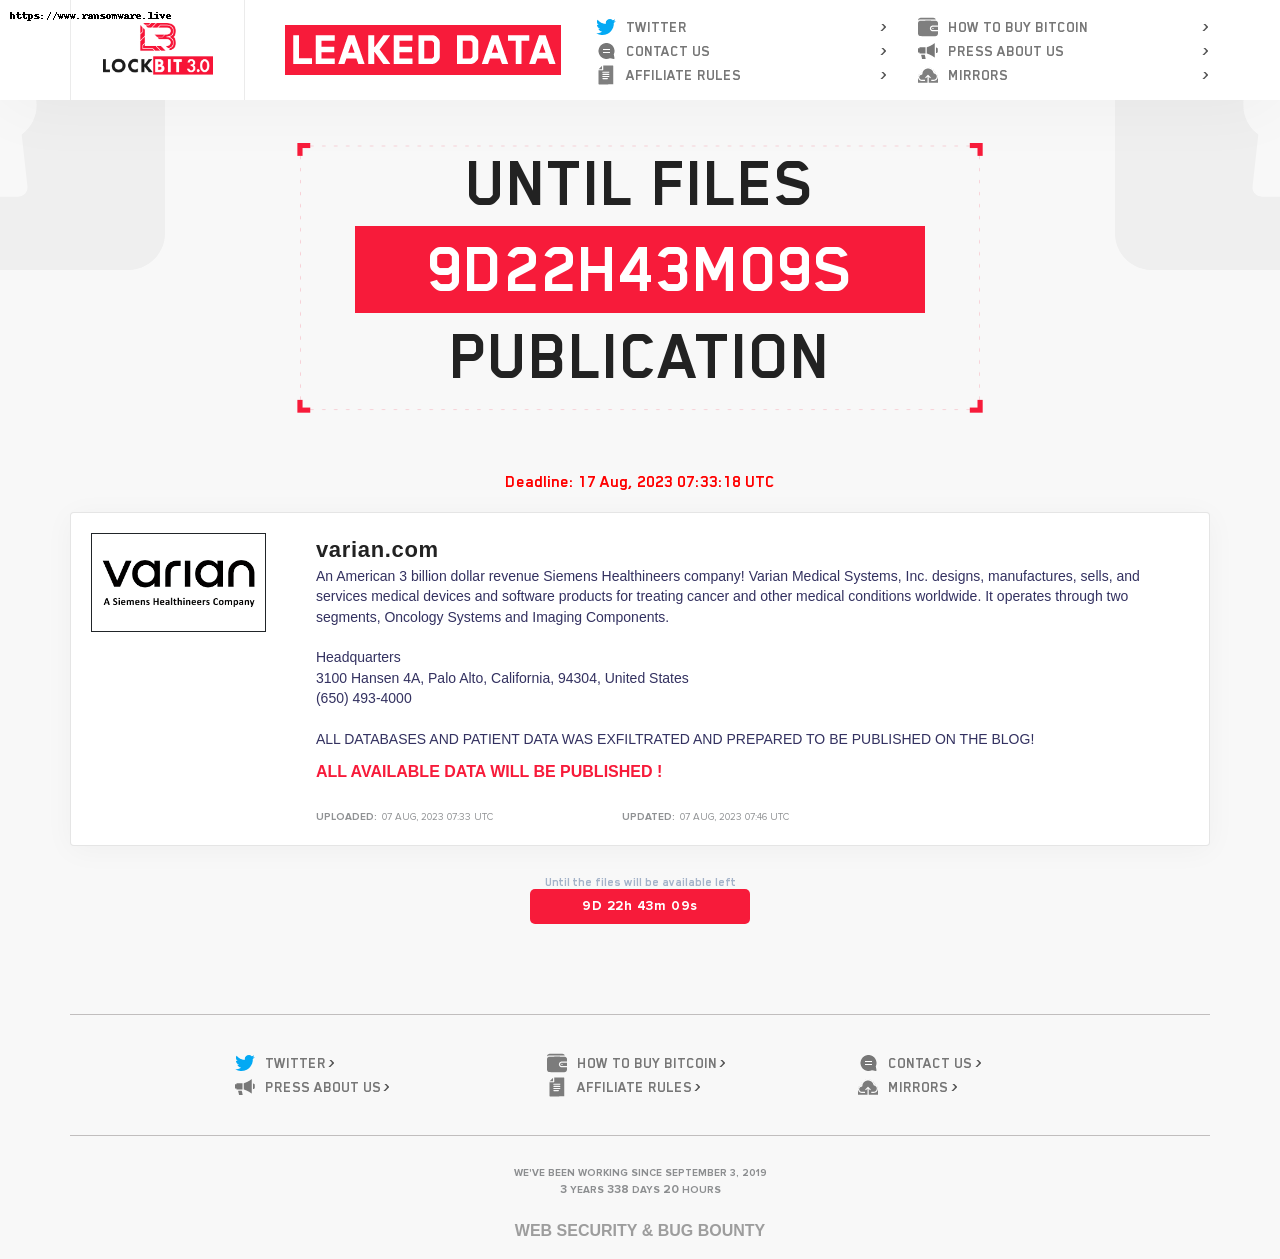 https://www.ransomware.live
LOCKBIT 3.0
LEAKED DATA
TWITTER >
CONTACT US >
AFFILIATE RULES >
HOW TO BUY BITCOIN >
PRESS ABOUT US >
MIRRORS >
UNTIL FILES
9D22H43M09S
PUBLICATION
Deadline: 17 Aug, 2023 07:33:18 UTC
varian
A Siemens Healthineers Company
varian.com
An American 3 billion dollar revenue Siemens Healthineers company! Varian Medical Systems, Inc. designs, manufactures, sells, and
services medical devices and software products for treating cancer and other medical conditions worldwide. It operates through two
segments, Oncology Systems and Imaging Components.
Headquarters
3100 Hansen 4A, Palo Alto, California, 94304, United States
(650) 493-4000
ALL DATABASES AND PATIENT DATA WAS EXFILTRATED AND PREPARED TO BE PUBLISHED ON THE BLOG!
ALL AVAILABLE DATA WILL BE PUBLISHED !
UPLOADED: 07 AUG, 2023 07:33 UTC
UPDATED: 07 AUG, 2023 07:46 UTC
Until the files will be available left
9D 22h 43m 09s
TWITTER >
HOW TO BUY BITCOIN >
CONTACT US >
PRESS ABOUT US >
AFFILIATE RULES >
MIRRORS >
WE'VE BEEN WORKING SINCE SEPTEMBER 3, 2019
3 YEARS 338 DAYS 20 HOURS
WEB SECURITY & BUG BOUNTY